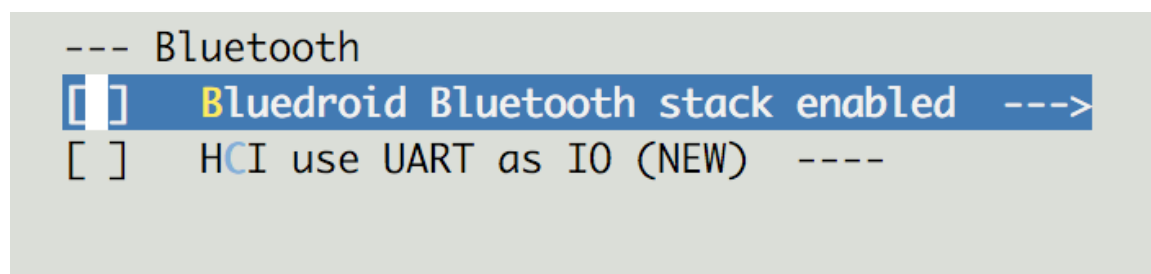 --- Bluetooth
[ ] Bluedroid Bluetooth stack enabled --->
[ ] HCI use UART as IO (NEW) ----